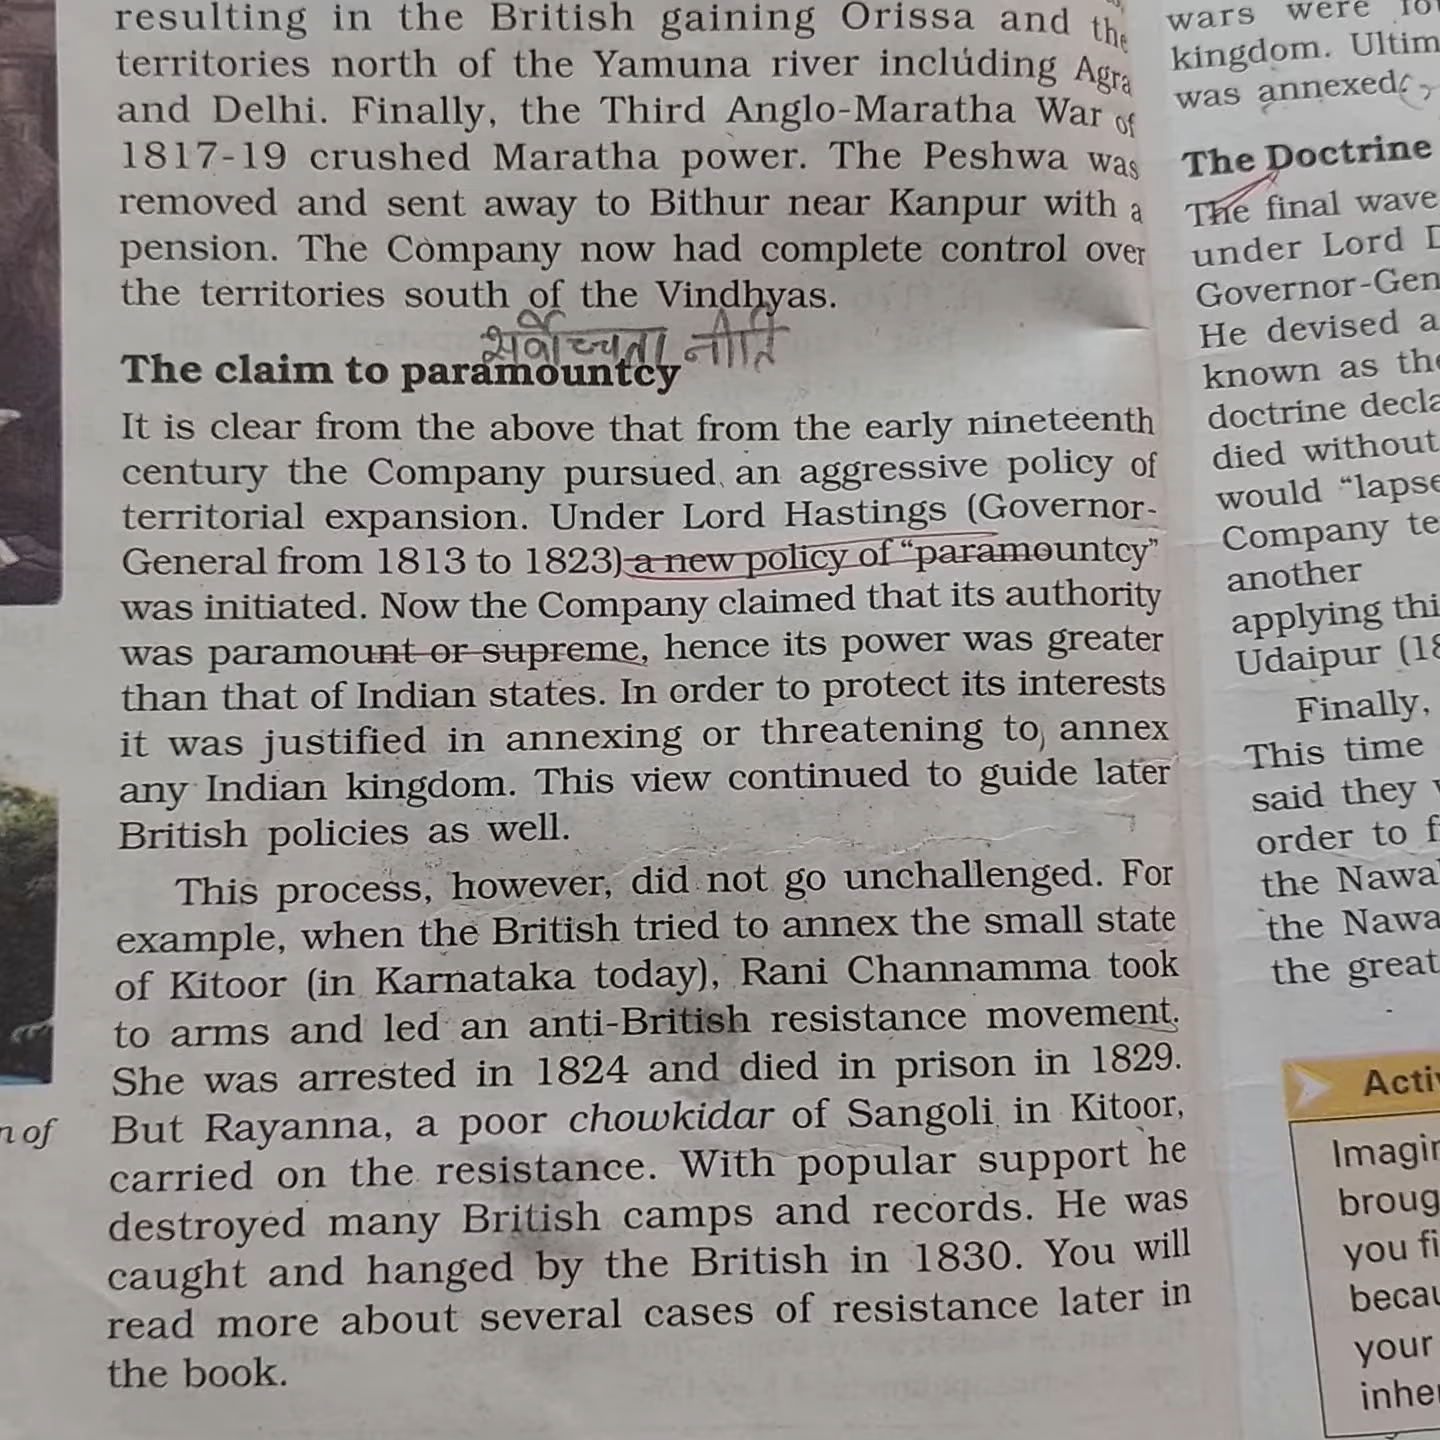 resulting in the British gaining Orissa and the
territories north of the Yamuna river including Agra
and Delhi. Finally, the Third Anglo-Maratha War of
1817-19 crushed Maratha power. The Peshwa was
removed and sent away to Bithur near Kanpur with a
pension. The Company now had complete control over
the territories south of the Vindhyas.
सर्वोच्चता नीति
The claim to paramountcy
It is clear from the above that from the early nineteenth
century the Company pursued an aggressive policy of
territorial expansion. Under Lord Hastings (Governor-
General from 1813 to 1823) a new policy of “paramountcy”
was initiated. Now the Company claimed that its authority
was paramount or supreme, hence its power was greater
than that of Indian states. In order to protect its interests
it was justified in annexing or threatening to annex
any Indian kingdom. This view continued to guide later
British policies as well.
This process, however, did not go unchallenged. For
example, when the British tried to annex the small state
of Kitoor (in Karnataka today), Rani Channamma took
to arms and led an anti-British resistance movement.
She was arrested in 1824 and died in prison in 1829.
But Rayanna, a poor chowkidar of Sangoli in Kitoor,
carried on the resistance. With popular support he
destroyed many British camps and records. He was
caught and hanged by the British in 1830. You will
read more about several cases of resistance later in
the book.
of
wars were
kingdom.
was annexed
The Doctrine
The final wave
under Lord
Governor-Gen
He devised a
known as
doctrine
died without
would “lapse
Company
another
applying
Udaipur (18
Finally,
This time
said they
order to
the
the
the great
Imagin
you
your